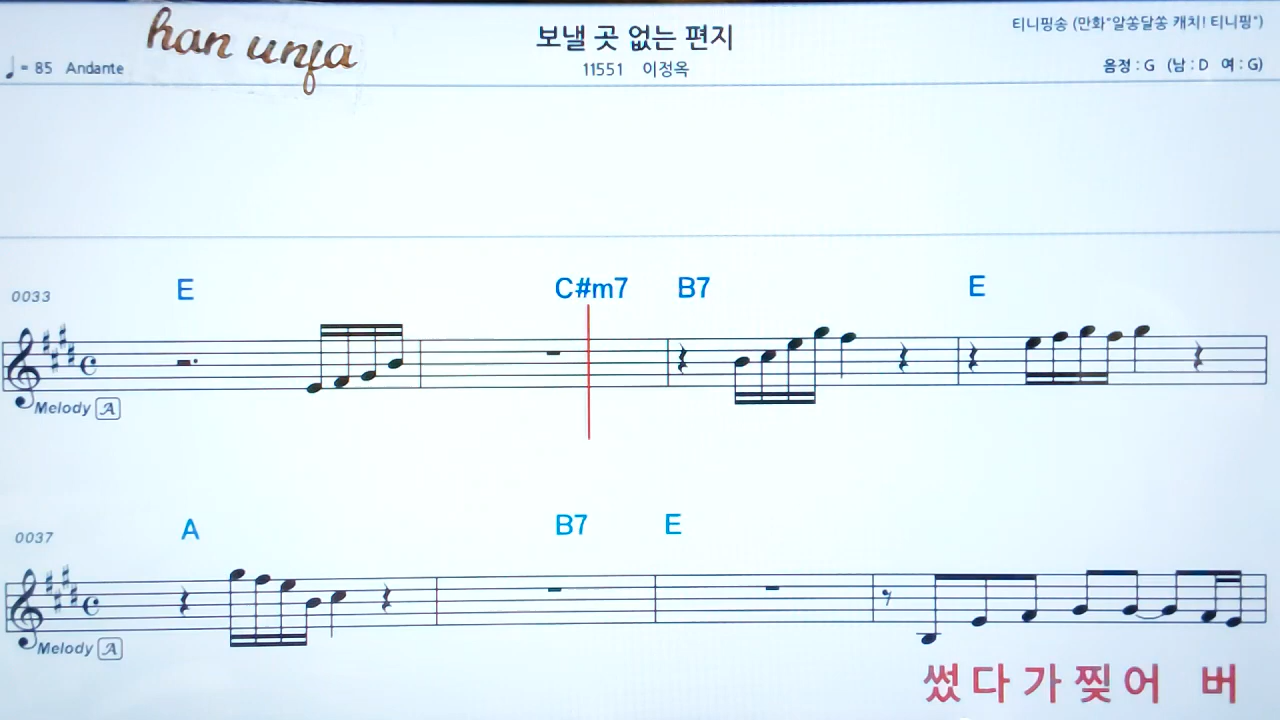 han unja
보낼 곳 없는 편지
티니핑송 (만화"알쏭달쏭 캐치! 티니핑")
♩= 85 Andante
11551 이정옥
음정 : G (남 : D 여 : G)
E C#m7 B7 E
0033
Melody A
A B7 E
0037
Melody A
썼 다 가 찢 어 버